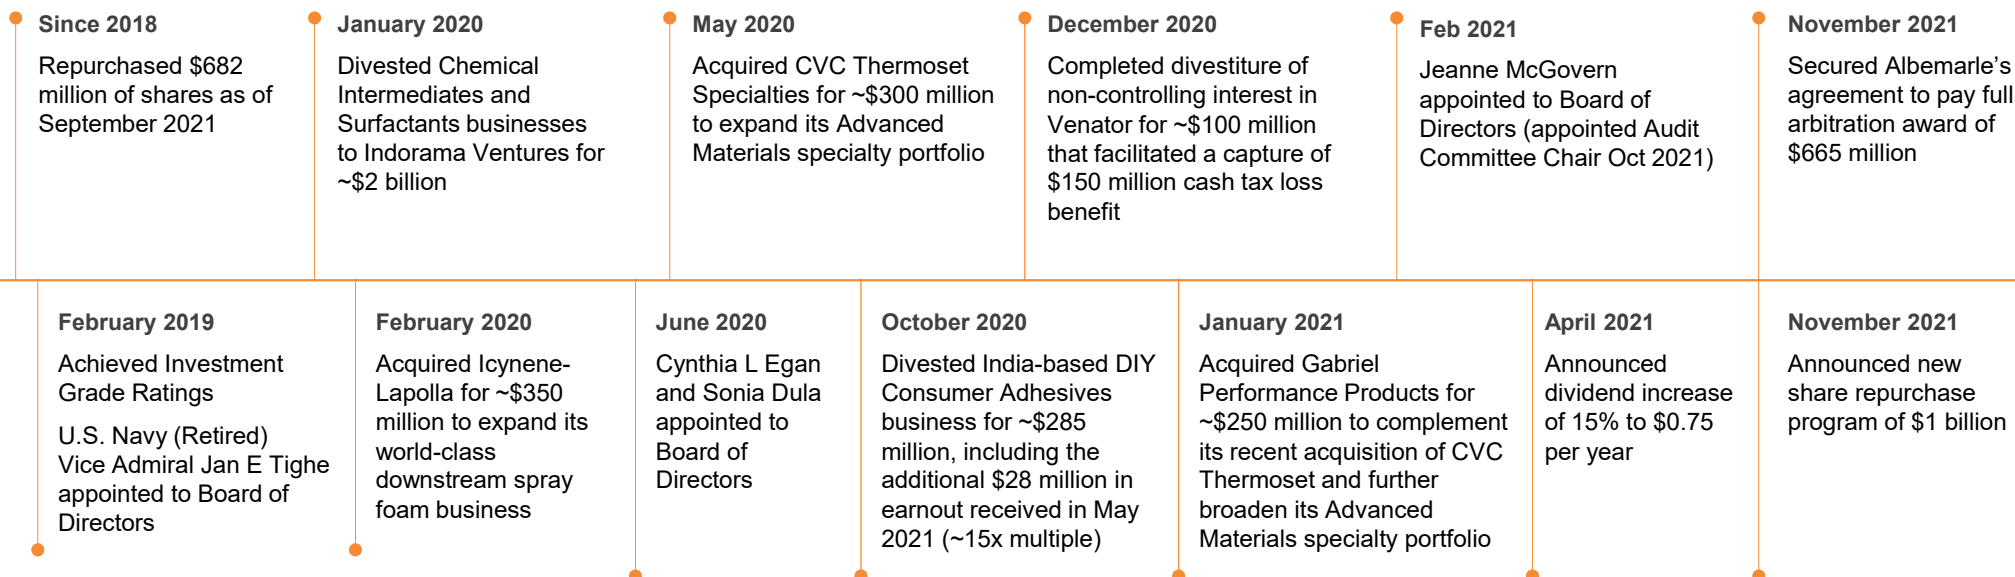 Since 2018
Repurchased $682
million of shares as of
September 2021
January 2020
Divested Chemical
Intermediates and
Surfactants businesses
to Indorama Ventures for
~$2 billion
May 2020
Acquired CVC Thermoset
Specialties for ~$300 million
to expand its Advanced
Materials specialty portfolio
December 2020
Completed divestiture of
non-controlling interest in
Venator for ~$100 million
that facilitated a capture of
$150 million cash tax loss
benefit
Feb 2021
Jeanne McGovern
appointed to Board of
Directors (appointed Audit
Committee Chair Oct 2021)
November 2021
Secured Albemarle’s
agreement to pay full
arbitration award of
$665 million
February 2019
Achieved Investment
Grade Ratings
U.S. Navy (Retired)
Vice Admiral Jan E Tighe
appointed to Board of
Directors
February 2020
Acquired Icynene-
Lapolla for ~$350
million to expand its
world-class
downstream spray
foam business
June 2020
Cynthia L Egan
and Sonia Dula
appointed to
Board of
Directors
October 2020
Divested India-based DIY
Consumer Adhesives
business for ~$285
million, including the
additional $28 million in
earnout received in May
2021 (~15x multiple)
January 2021
Acquired Gabriel
Performance Products for
~$250 million to complement
its recent acquisition of CVC
Thermoset and further
broaden its Advanced
Materials specialty portfolio
April 2021
Announced
dividend increase
of 15% to $0.75
per year
November 2021
Announced new
share repurchase
program of $1 billion